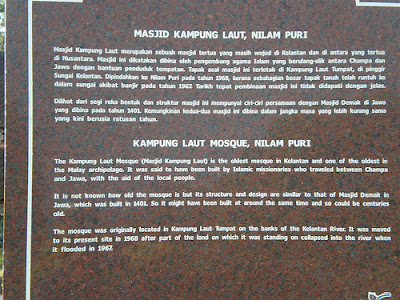 MASJID KAMPUNG LAUT, NILAM PURI
Masjid Kampung Laut merupakan sebuah masjid tertua yang masih wujud di Kelantan dan di antara yang tertua
di Nusantara. Masjid ini dikatakan dibina oleh pengembang agama Islam yang berulang-alik antara Champa dan
Jawa dengan bantuan penduduk tempatan. Tapak asal masjid ini terletak di Kampung Laut Tumpat, di pinggir
Sungai Kelantan. Dipindahkan ke Nilam Puri pada tahun 1968, kerana sebahagian besar tapak tanah telah runtuh ke
dalam sungai akibat banjir pada tahun 1967. Tarikh tepat pembinaan masjid ini tidak didapati dengan jelas.
Dilihat dari segi reka bentuk dan struktur masjid ini mempunyai ciri-ciri persamaan dengan Masjid Demak di Jawa
yang dibina pada tahun 1401. Kemungkinan kedua-dua masjid ini dibina dalam jangka masa yang lebih kurang sama
yang kini berusia ratusan tahun.
KAMPUNG LAUT MOSQUE, NILAM PURI
The Kampung Laut Mosque (Masjid Kampung Laut) is the oldest mosque in Kelantan and one of the oldest in
the Malay archipelago. It was said to have been built by Islamic missionaries who traveled between Champa
and Jawa, with the aid of the local people.
It is not known how old the mosque is but its structure and design are similar to that of Masjid Demak in
Jawa, which was built in 1401. So it might have been built at around the same time and so could be centuries
old.
The mosque was originally located in Kampung Laut Tumpat on the banks of the Kelantan River. It was moved
to its present site in 1968 after part of the land on which it was standing on collapsed into the river when
it flooded in 1967.